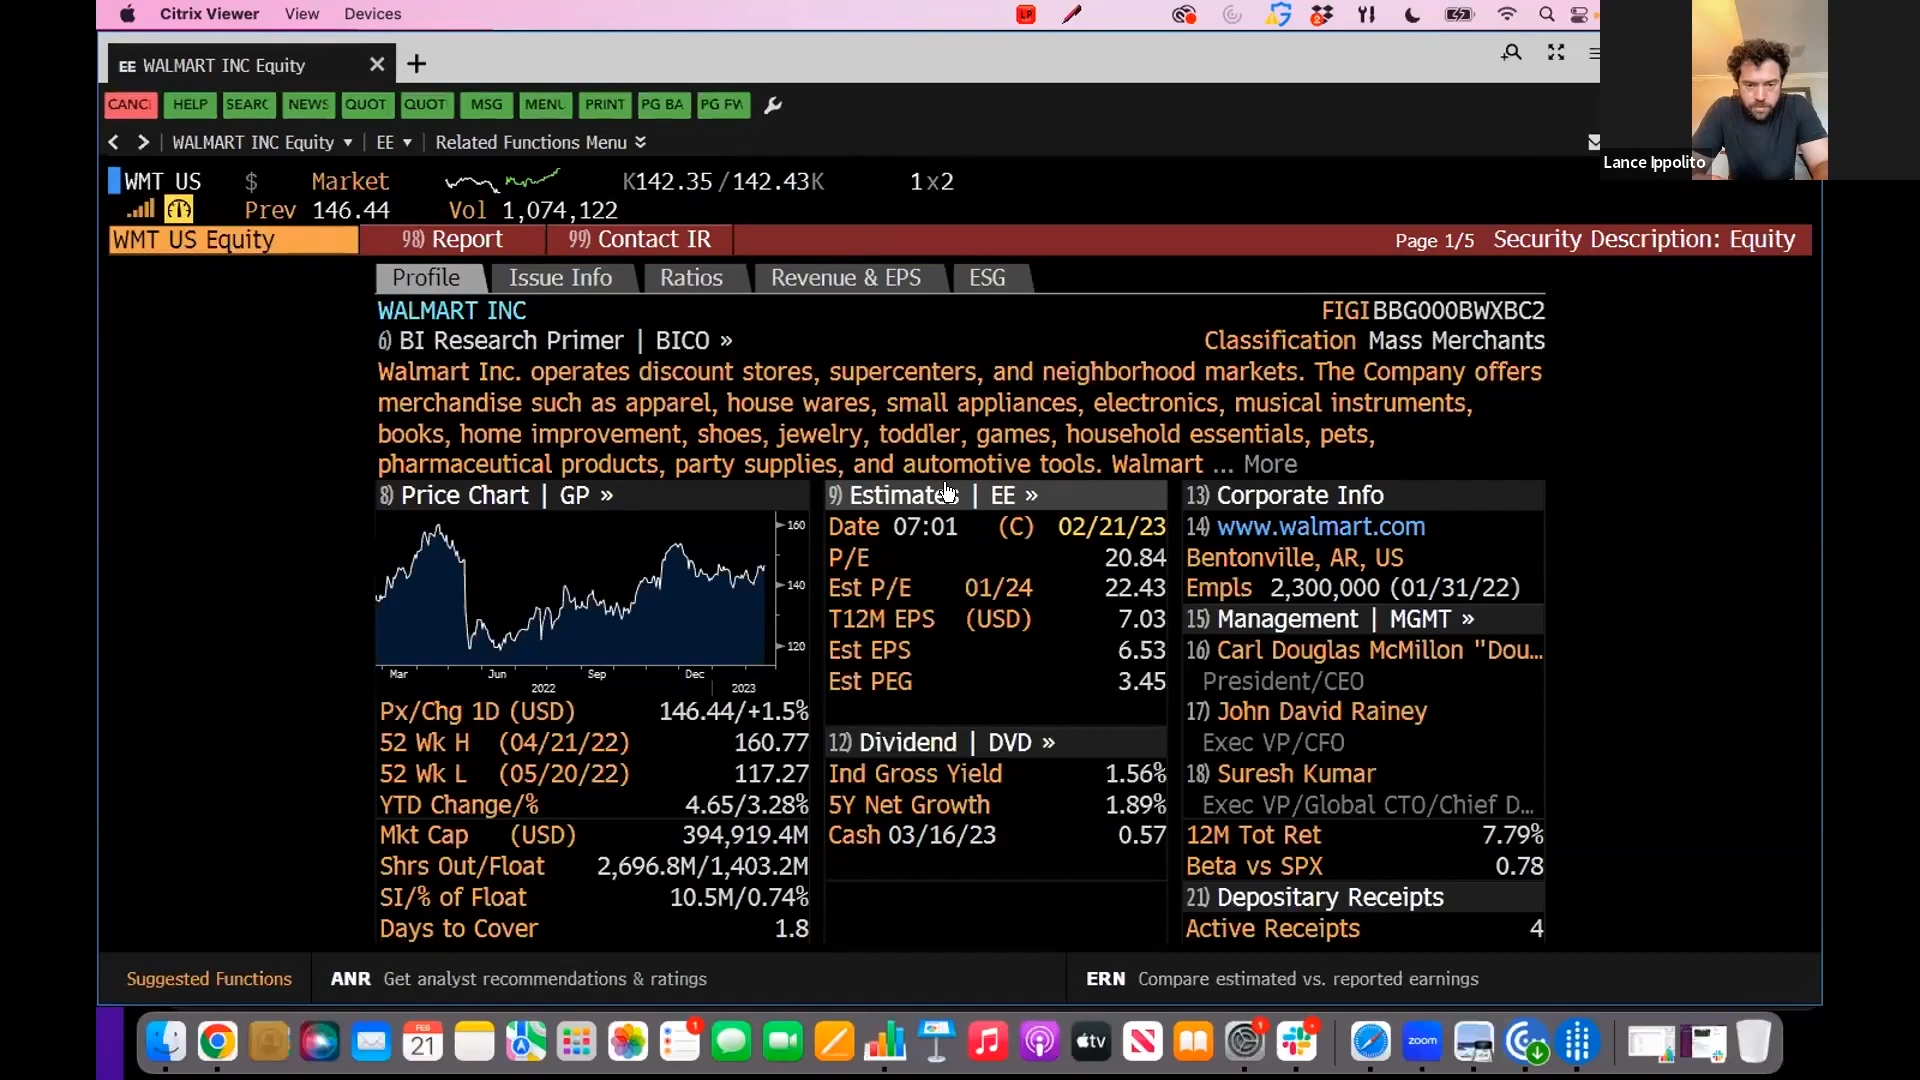 Citrix Viewer View Devices
EE WALMART INC Equity
CANC HELP SEARC NEWS QUOT QUOT MSG MENU PRINT PG BA PG FW
WALMART INC Equity EE Related Functions Menu
Lance Ippolito
WMT US $ Market K142.35/142.43K 1x2
Prev 146.44 Vol 1,074,122
WMT US Equity 98) Report 99) Contact IR Page 1/5 Security Description: Equity
Profile Issue Info Ratios Revenue & EPS ESG
WALMART INC FIGI BBG000BWXBC2
6) BI Research Primer | BICO » Classification Mass Merchants
Walmart Inc. operates discount stores, supercenters, and neighborhood markets. The Company offers
merchandise such as apparel, house wares, small appliances, electronics, musical instruments,
books, home improvement, shoes, jewelry, toddler, games, household essentials, pets,
pharmaceutical products, party supplies, and automotive tools. Walmart ... More
8) Price Chart | GP »
160
140
120
Mar Jun Sep Dec
2022 2023
Px/Chg 1D (USD) 146.44/+1.5%
52 Wk H (04/21/22) 160.77
52 Wk L (05/20/22) 117.27
YTD Change/% 4.65/3.28%
Mkt Cap (USD) 394,919.4M
Shrs Out/Float 2,696.8M/1,403.2M
SI/% of Float 10.5M/0.74%
Days to Cover 1.8
9) Estimates | EE »
Date 07:01 (C) 02/21/23
P/E 20.84
Est P/E 01/24 22.43
T12M EPS (USD) 7.03
Est EPS 6.53
Est PEG 3.45
12) Dividend | DVD »
Ind Gross Yield 1.56%
5Y Net Growth 1.89%
Cash 03/16/23 0.57
13) Corporate Info
14) www.walmart.com
Bentonville, AR, US
Empls 2,300,000 (01/31/22)
15) Management | MGMT »
16) Carl Douglas McMillon "Dou...
President/CEO
17) John David Rainey
Exec VP/CFO
18) Suresh Kumar
Exec VP/Global CTO/Chief D...
12M Tot Ret 7.79%
Beta vs SPX 0.78
21) Depositary Receipts
Active Receipts 4
Suggested Functions ANR Get analyst recommendations & ratings ERN Compare estimated vs. reported earnings
FEB
21
1
tv
1
zoom